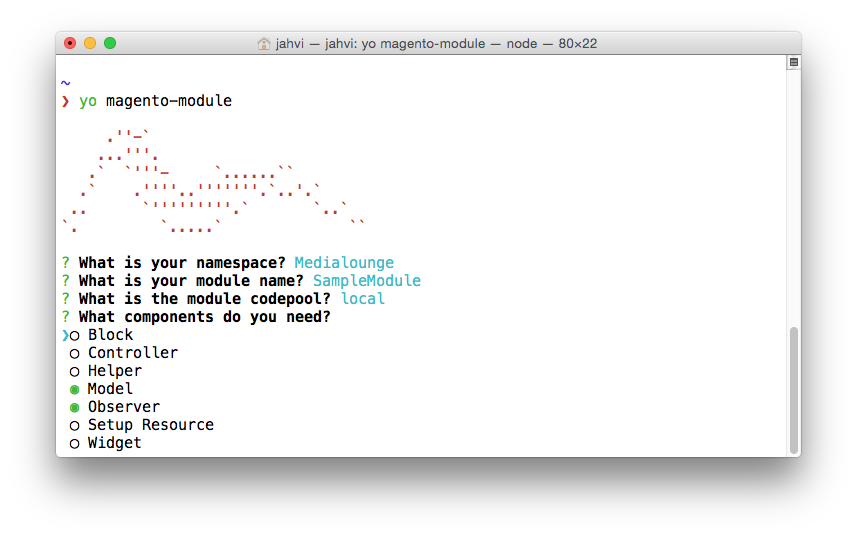 jahvi — jahvi: yo magento-module — node — 80×22
~
❯ yo magento-module
     .''-`
    ...'''.
   .`  `'''-     `......``
  .`    .''''..'''''''.`..'.`
 ..      `'''''''''.`       `..`
`.         `.....`              ``
? What is your namespace? Medialounge
? What is your module name? SampleModule
? What is the module codepool? local
? What components do you need?
❯◯ Block
◯ Controller
◯ Helper
◉ Model
◉ Observer
◯ Setup Resource
◯ Widget